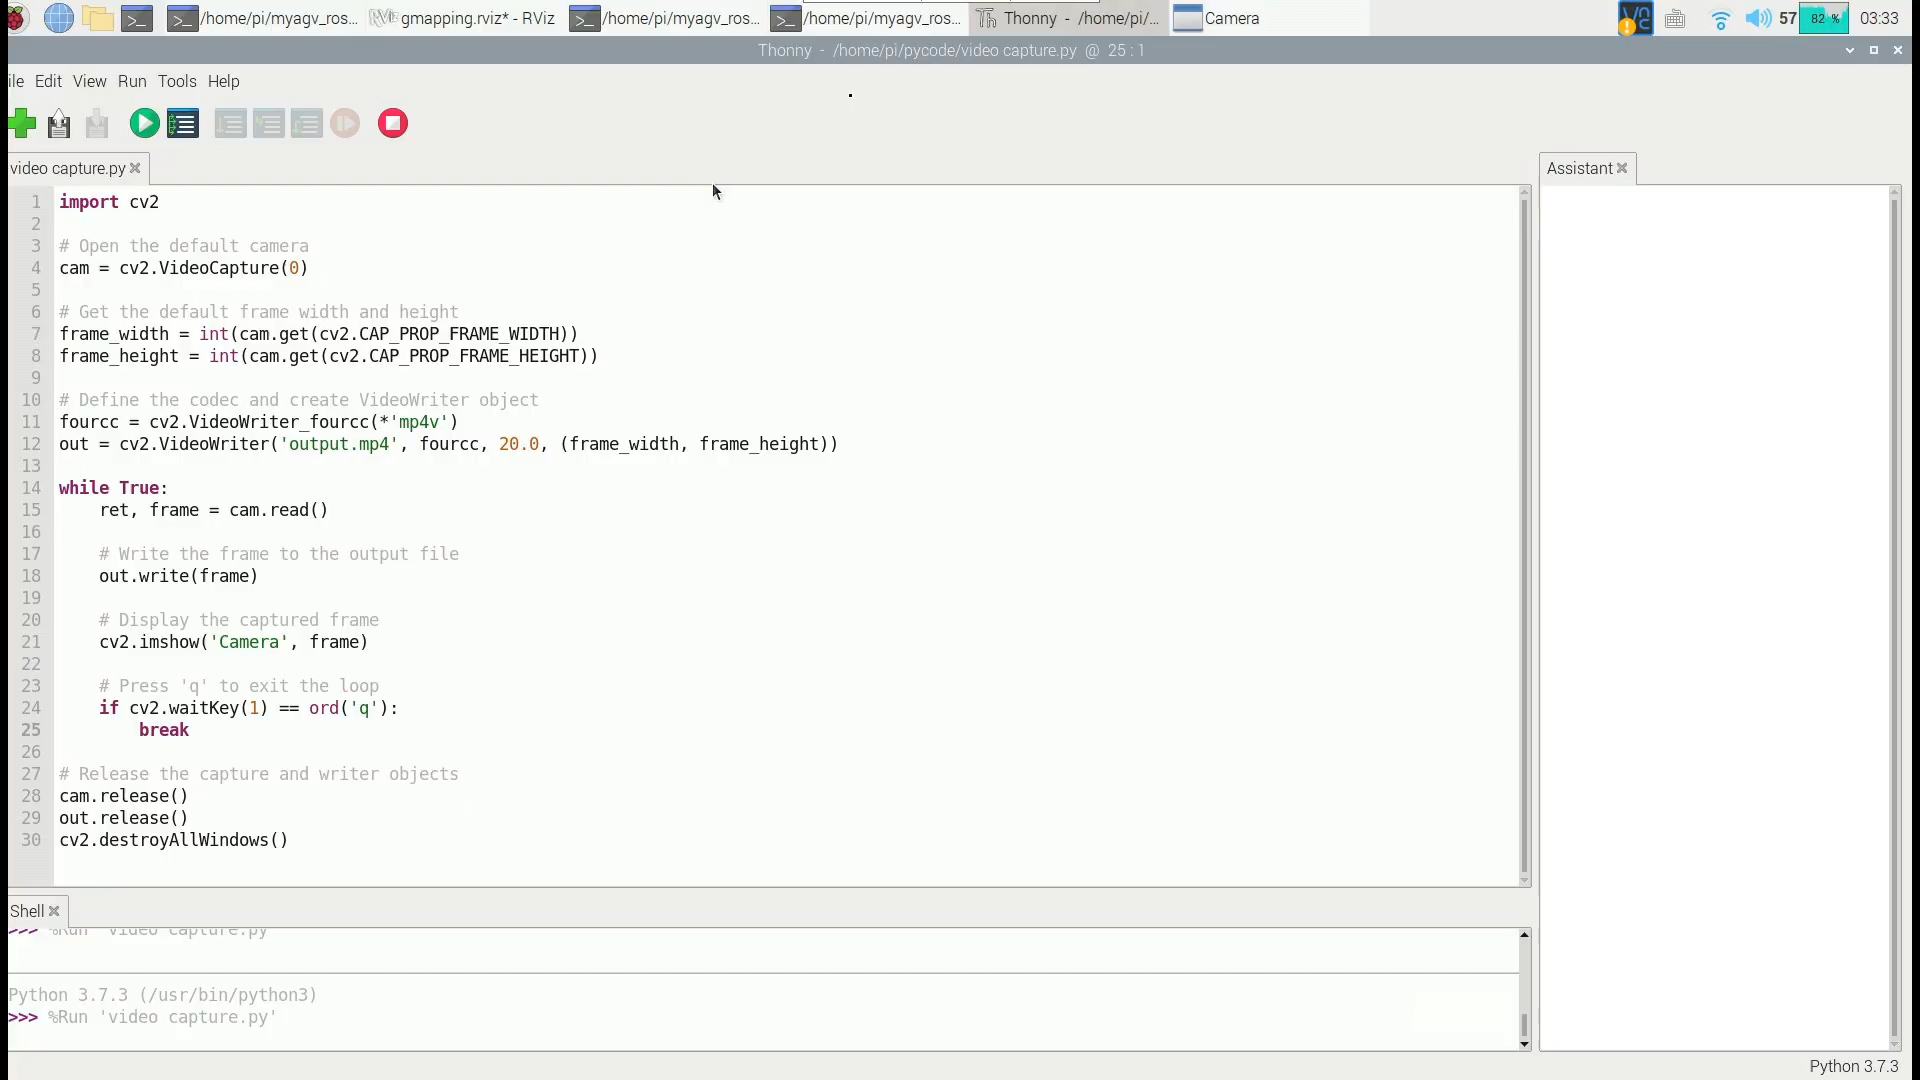 /home/pi/myagv_ros... gmapping.rviz* - RViz /home/pi/myagv_ros... /home/pi/myagv_ros... Thonny - /home/pi/... Camera 57 82 % 03:33
Thonny - /home/pi/pycode/video capture.py @ 25 : 1
ile Edit View Run Tools Help
video capture.py
Assistant
1 import cv2
2
3 # Open the default camera
4 cam = cv2.VideoCapture(0)
5
6 # Get the default frame width and height
7 frame_width = int(cam.get(cv2.CAP_PROP_FRAME_WIDTH))
8 frame_height = int(cam.get(cv2.CAP_PROP_FRAME_HEIGHT))
9
10 # Define the codec and create VideoWriter object
11 fourcc = cv2.VideoWriter_fourcc(*'mp4v')
12 out = cv2.VideoWriter('output.mp4', fourcc, 20.0, (frame_width, frame_height))
13
14 while True:
15     ret, frame = cam.read()
16
17     # Write the frame to the output file
18     out.write(frame)
19
20     # Display the captured frame
21     cv2.imshow('Camera', frame)
22
23     # Press 'q' to exit the loop
24     if cv2.waitKey(1) == ord('q'):
25         break
26
27 # Release the capture and writer objects
28 cam.release()
29 out.release()
30 cv2.destroyAllWindows()
Shell
>>> %Run 'video capture.py'
Python 3.7.3 (/usr/bin/python3)
>>> %Run 'video capture.py'
Python 3.7.3